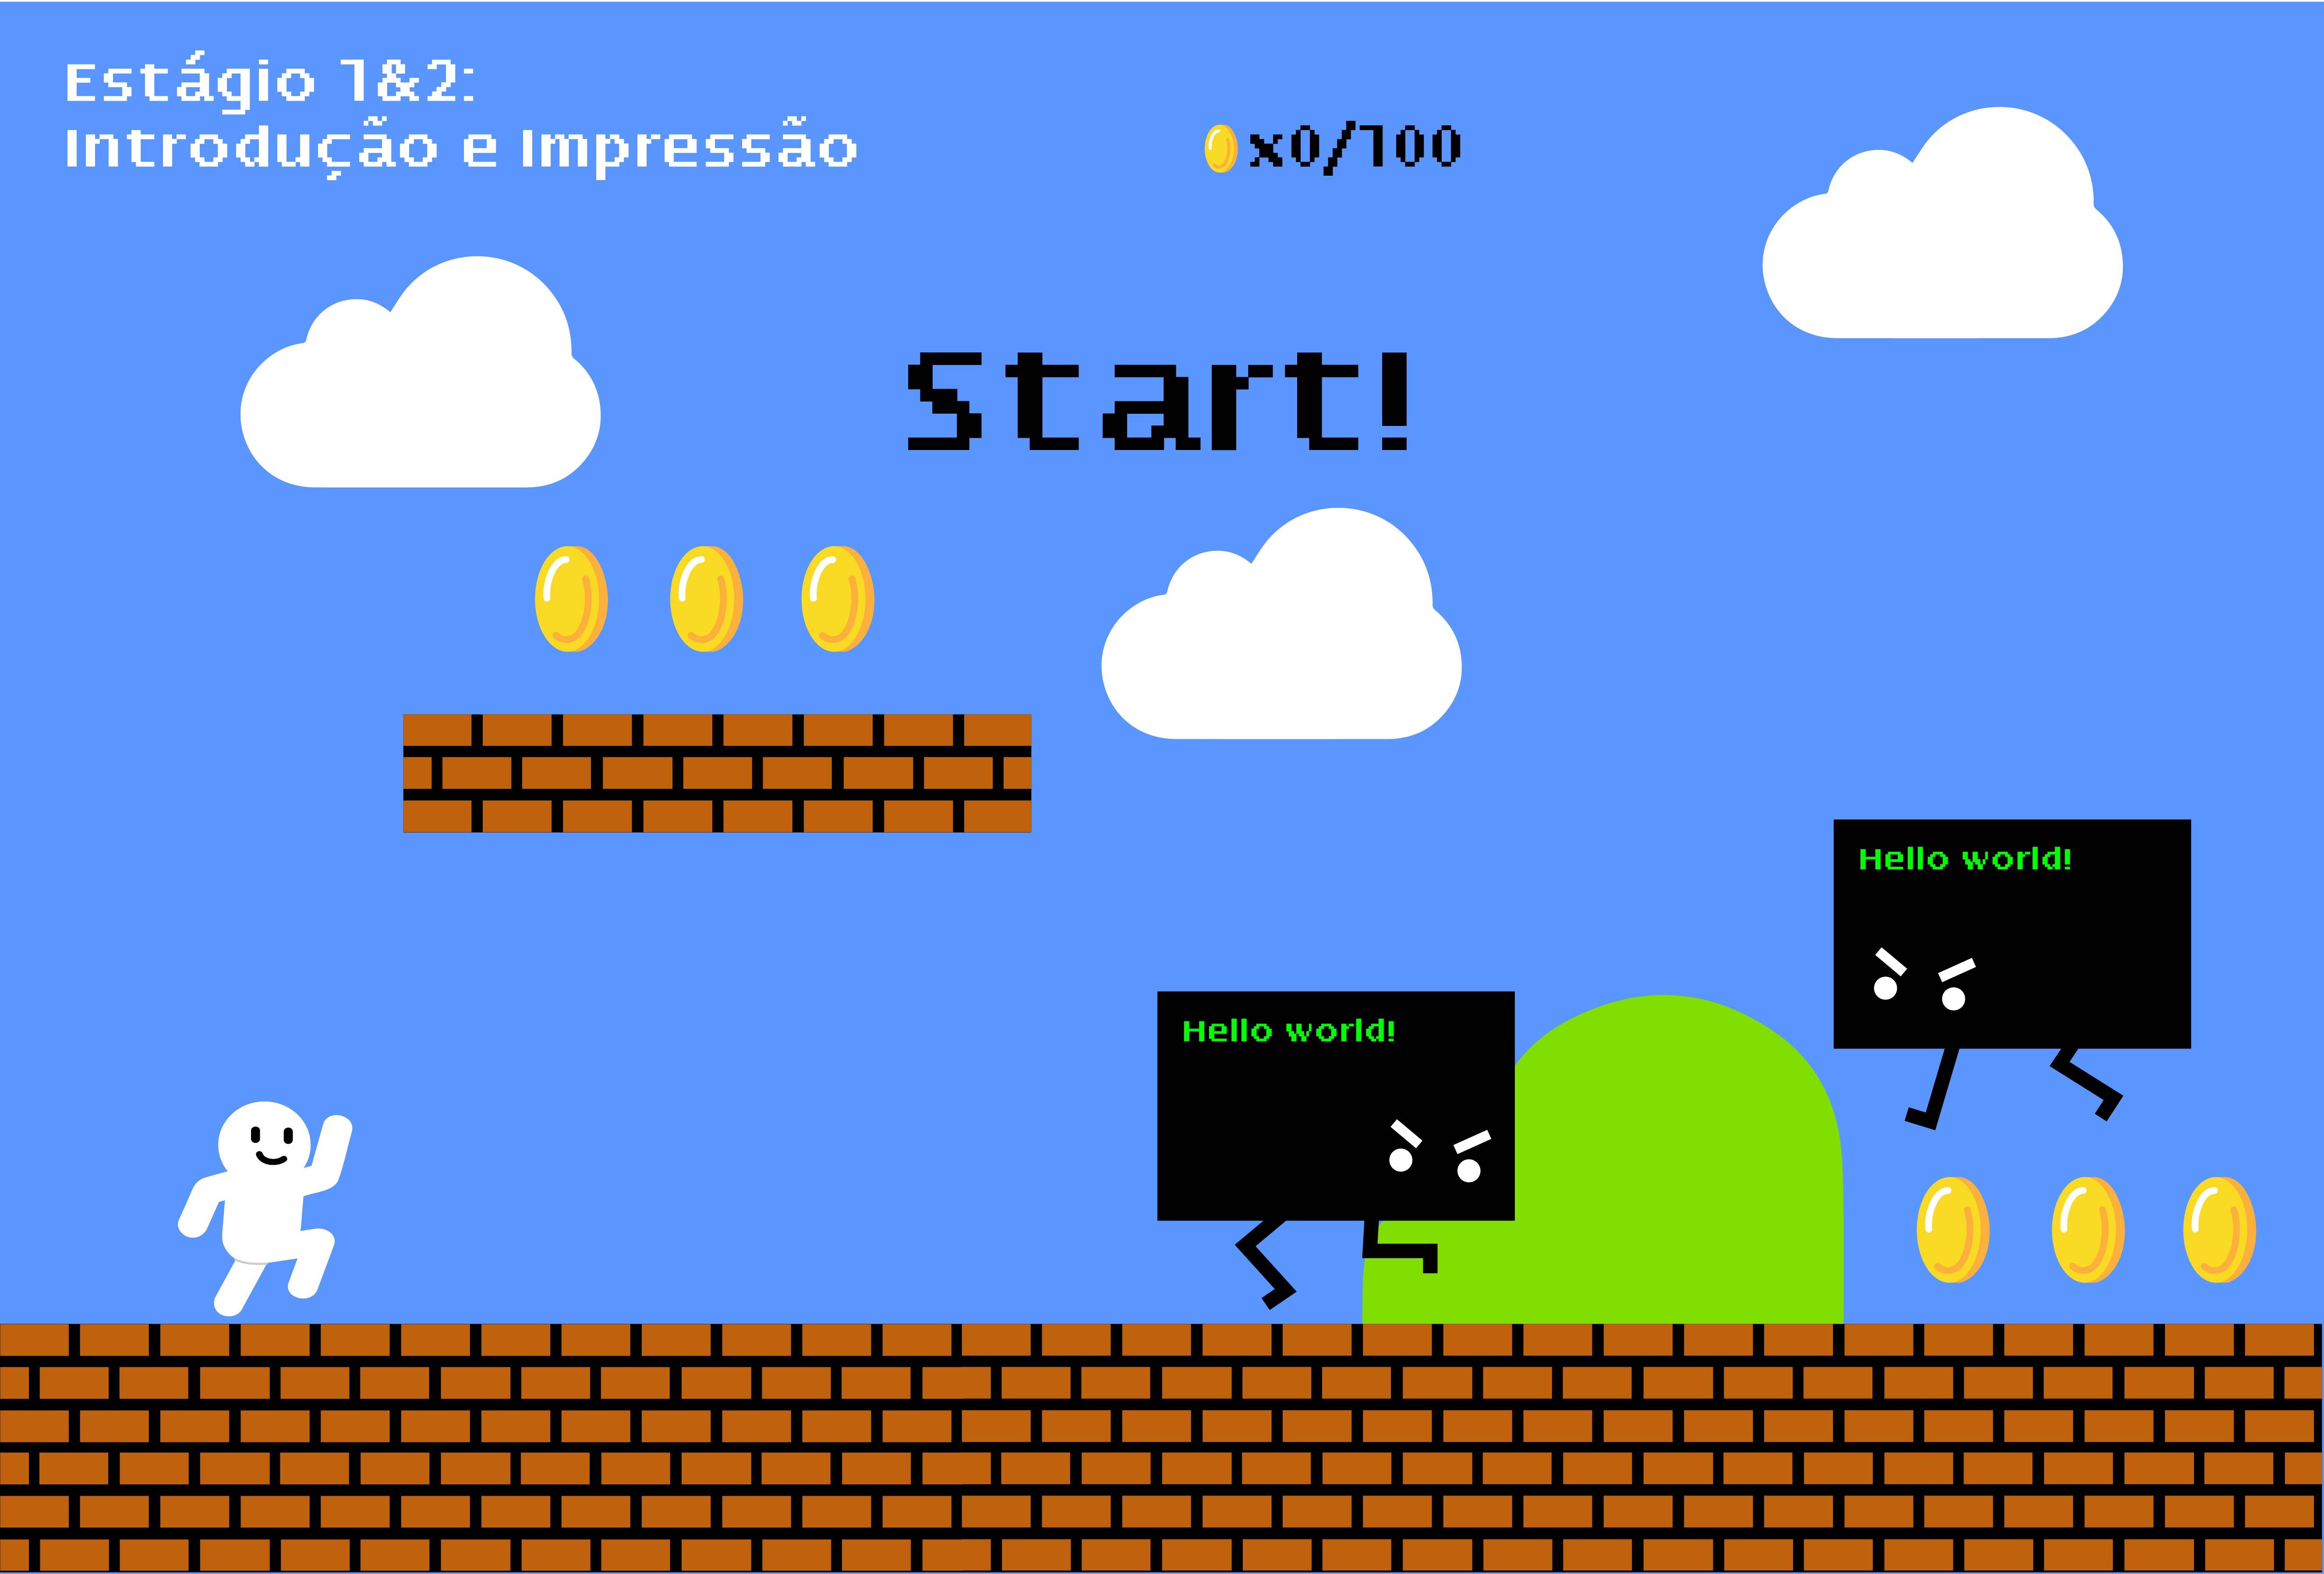 Estágio 1&2:
Introdução e Impressão
x0/100
Start!
Hello world!
Hello world!